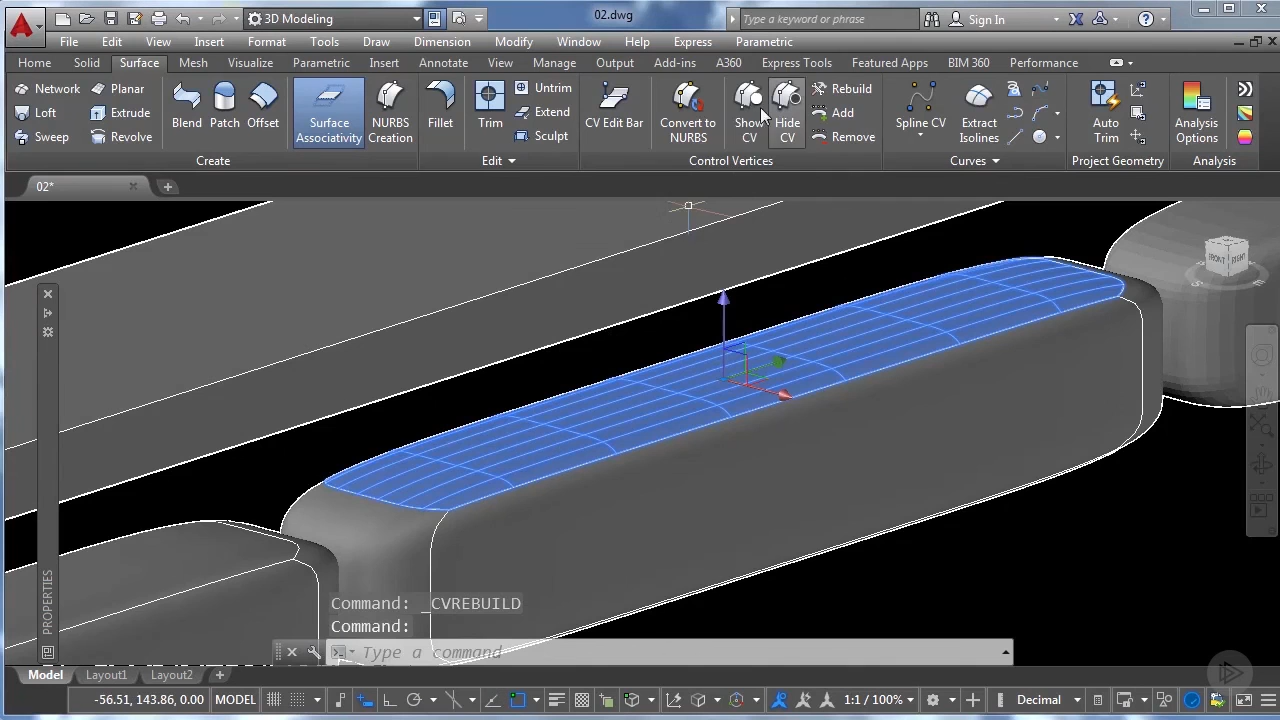 3D Modeling
02.dwg
Type a keyword or phrase
Sign In
File Edit View Insert Format Tools Draw Dimension Modify Window Help Express Parametric
Home Solid Surface Mesh Visualize Parametric Insert Annotate View Manage Output Add-ins A360 Express Tools Featured Apps BIM 360 Performance
Network Planar Untrim Rebuild
Loft Extrude Extend Add
Sweep Revolve Sculpt Remove
Blend Patch Offset
Surface Associativity
NURBS Creation
Fillet
Trim
CV Edit Bar
Convert to NURBS
Show CV
Hide CV
Spline CV
Extract Isolines
Auto Trim
Analysis Options
Create Edit Control Vertices Curves Project Geometry Analysis
02*
FRONT RIGHT
S E
PROPERTIES
Command: _CVREBUILD
Command:
Type a command
Model Layout1 Layout2
-56.51, 143.86, 0.00 MODEL 1:1 / 100% Decimal